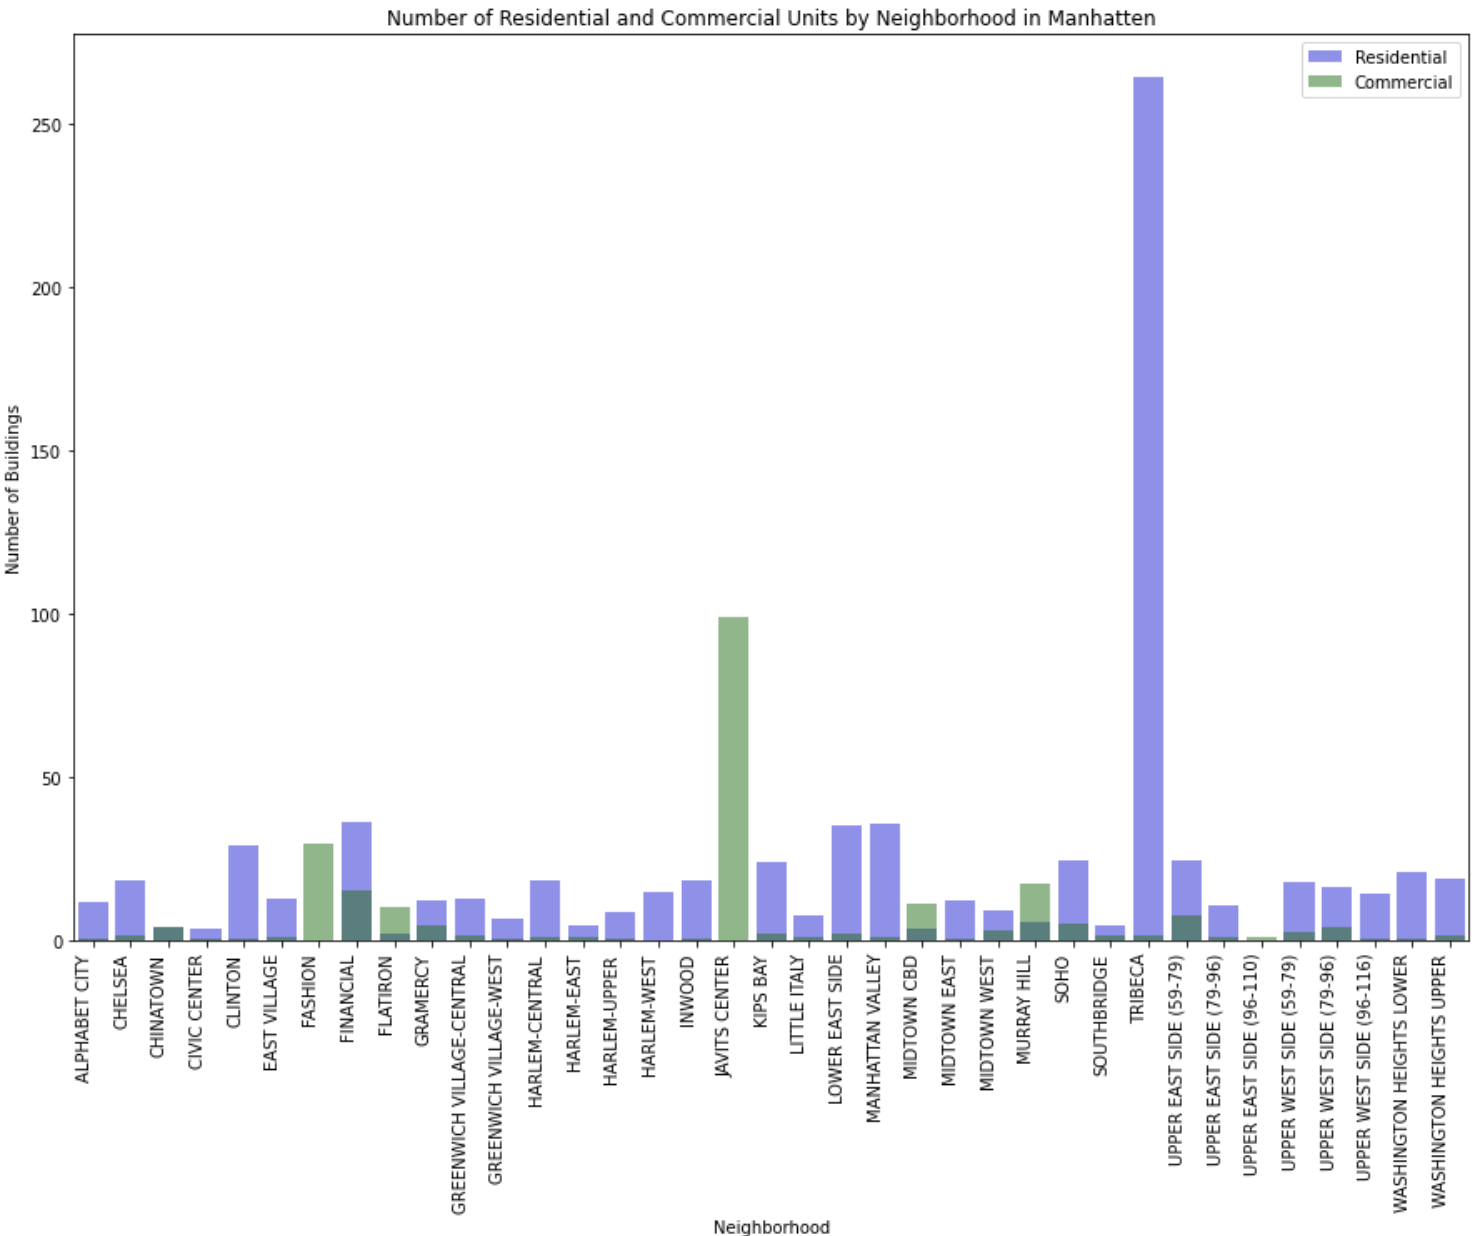 Number of Residential and Commercial Units by Neighborhood in Manhatten
Residential
Commercial
Number of Buildings
250
200
150
100
50
0
ALPHABET CITY
CHELSEA
CHINATOWN
CIVIC CENTER
CLINTON
EAST VILLAGE
FASHION
FINANCIAL
FLATIRON
GRAMERCY
GREENWICH VILLAGE-CENTRAL
GREENWICH VILLAGE-WEST
HARLEM-CENTRAL
HARLEM-EAST
HARLEM-UPPER
HARLEM-WEST
INWOOD
JAVITS CENTER
KIPS BAY
LITTLE ITALY
LOWER EAST SIDE
MANHATTAN VALLEY
MIDTOWN CBD
MIDTOWN EAST
MIDTOWN WEST
MURRAY HILL
SOHO
SOUTHBRIDGE
TRIBECA
UPPER EAST SIDE (59-79)
UPPER EAST SIDE (79-96)
UPPER EAST SIDE (96-110)
UPPER WEST SIDE (59-79)
UPPER WEST SIDE (79-96)
UPPER WEST SIDE (96-116)
WASHINGTON HEIGHTS LOWER
WASHINGTON HEIGHTS UPPER
Neighborhood